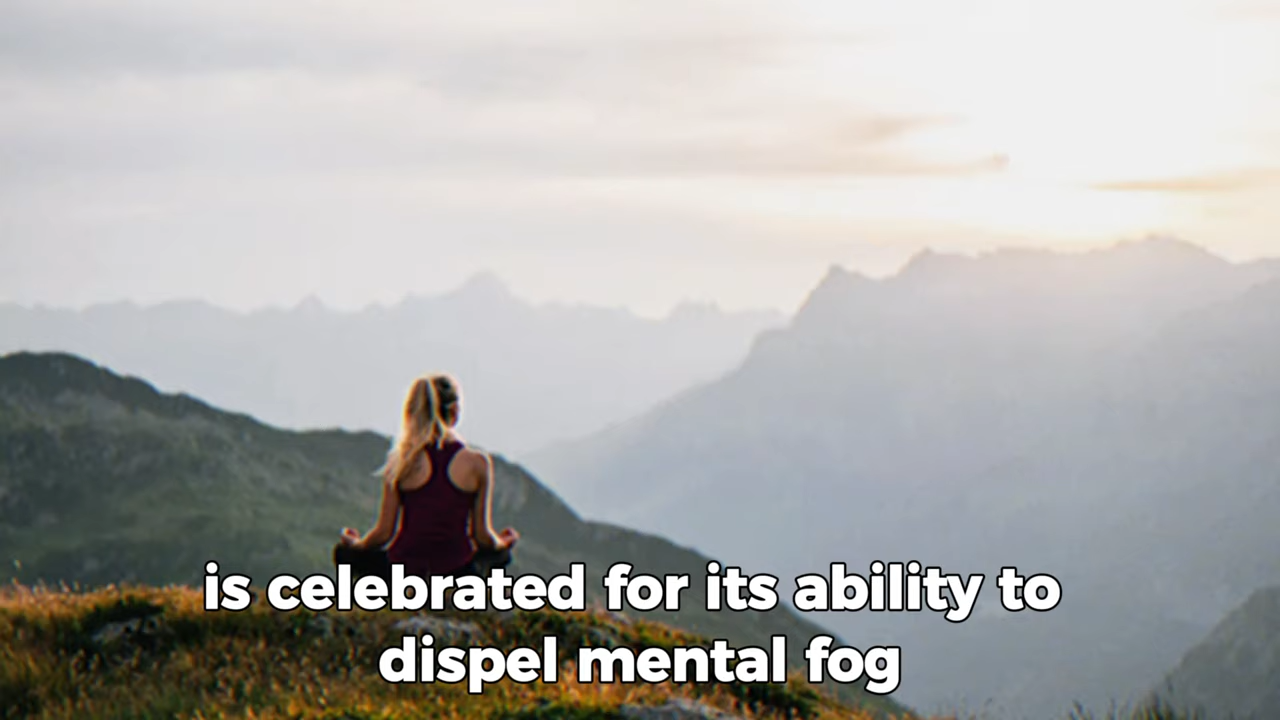 is celebrated for its ability to
dispel mental fog